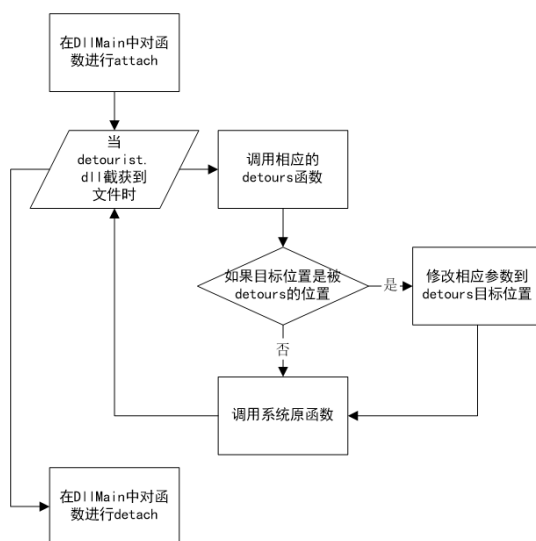 在DllMain中对函
数进行attach
当
detourist.
dll截获到
文件时
调用相应的
detours函数
如果目标位置是被
detours的位置
是
修改相应参数到
detours目标位置
否
调用系统原函数
在DllMain中对函
数进行detach